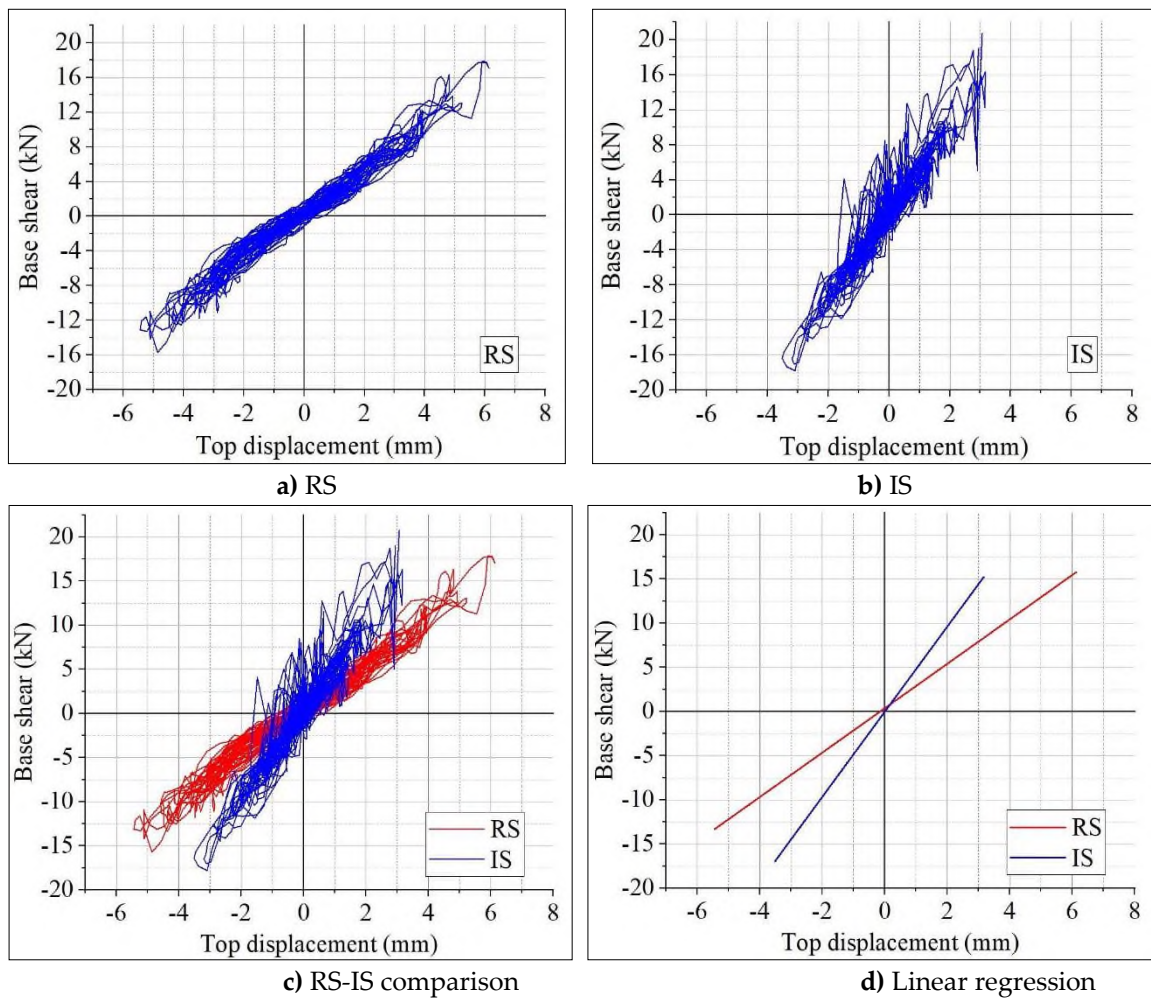 20
16
12
8
4
0
-4
-8
-12
-16
-20
Base shear (kN)
RS
-6 -4 -2 0 2 4 6 8
Top displacement (mm)
a) RS
20
16
12
8
4
0
-4
-8
-12
-16
-20
Base shear (kN)
IS
-6 -4 -2 0 2 4 6 8
Top displacement (mm)
b) IS
20
15
10
5
0
-5
-10
-15
-20
Base shear (kN)
RS
IS
-6 -4 -2 0 2 4 6 8
Top displacement (mm)
c) RS-IS comparison
20
15
10
5
0
-5
-10
-15
-20
Base shear (kN)
RS
IS
-6 -4 -2 0 2 4 6 8
Top displacement (mm)
d) Linear regression